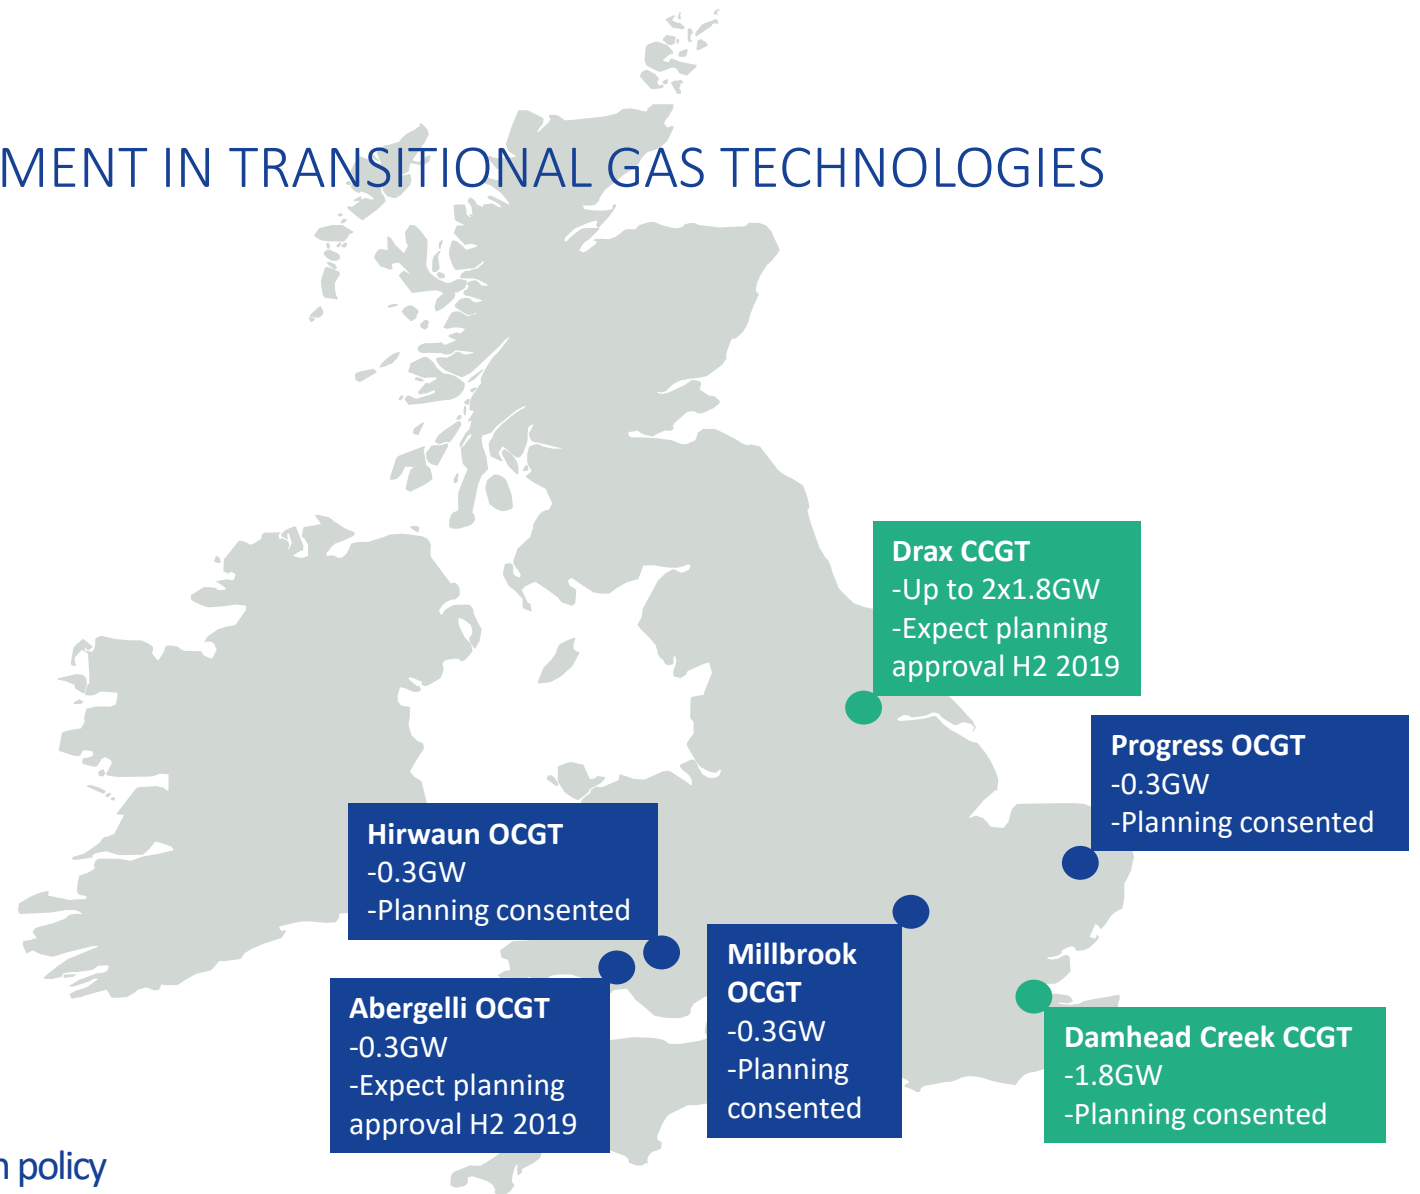 MENT IN TRANSITIONAL GAS TECHNOLOGIES
Drax CCGT
-Up to 2x1.8GW
-Expect planning
approval H2 2019
Progress OCGT
-0.3GW
-Planning consented
Hirwaun OCGT
-0.3GW
-Planning consented
Millbrook
OCGT
-0.3GW
-Planning
consented
Abergelli OCGT
-0.3GW
-Expect planning
approval H2 2019
Damhead Creek CCGT
-1.8GW
-Planning consented
policy